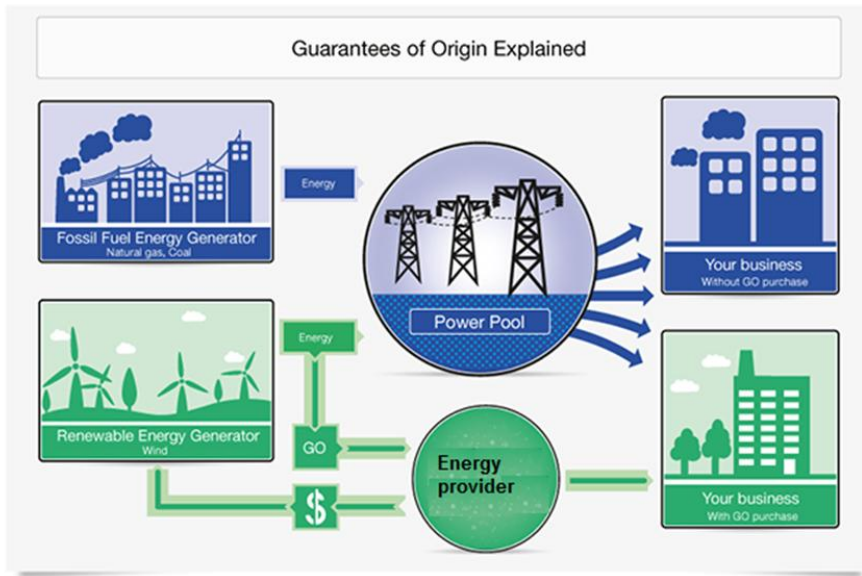 Guarantees of Origin Explained
Fossil Fuel Energy Generator
Natural gas, Coal
Energy
Power Pool
Your business
Without GO purchase
Renewable Energy Generator
Wind
Energy
GO
$
Energy
provider
Your business
With GO purchase